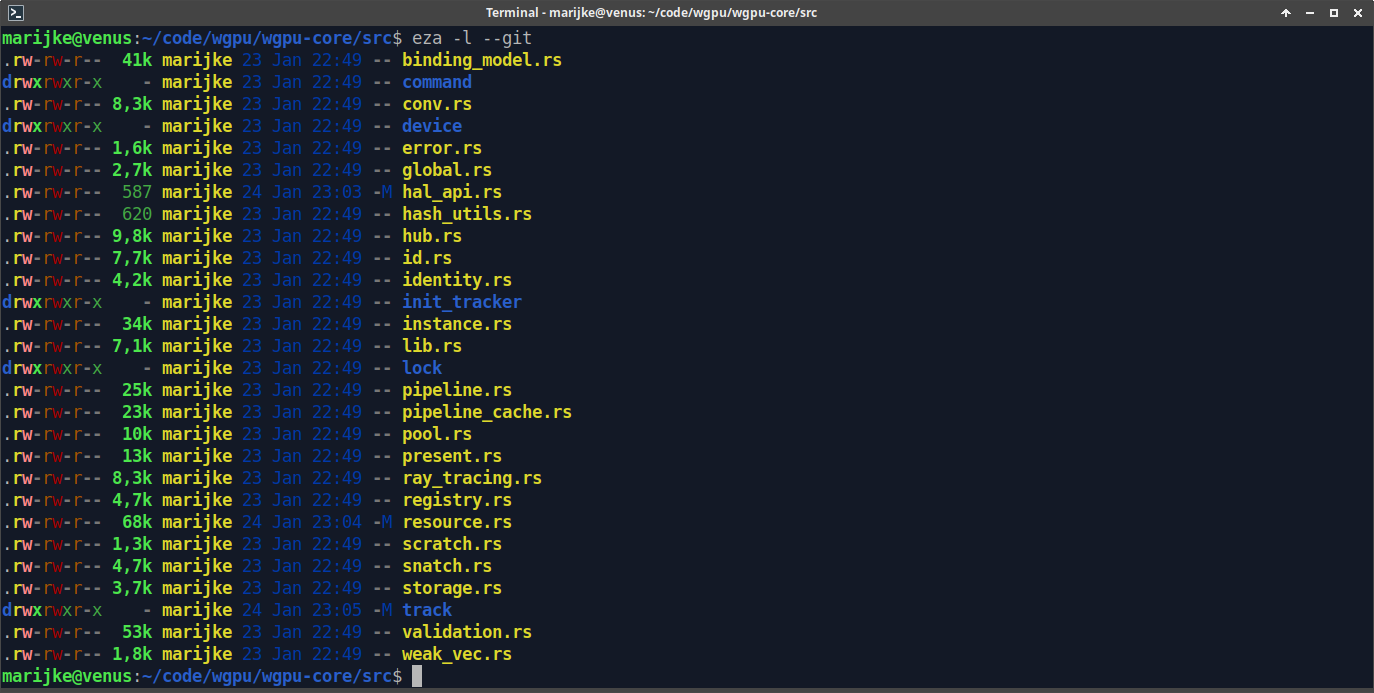 Terminal - marijke@venus: ~/code/wgpu/wgpu-core/src
marijke@venus:~/code/wgpu/wgpu-core/src$ eza -l --git
.rw-rw-r--  41k marijke 23 Jan 22:49 -- binding_model.rs
drwxrwxr-x    - marijke 23 Jan 22:49 -- command
.rw-rw-r-- 8,3k marijke 23 Jan 22:49 -- conv.rs
drwxrwxr-x    - marijke 23 Jan 22:49 -- device
.rw-rw-r-- 1,6k marijke 23 Jan 22:49 -- error.rs
.rw-rw-r-- 2,7k marijke 23 Jan 22:49 -- global.rs
.rw-rw-r--  587 marijke 24 Jan 23:03 -M hal_api.rs
.rw-rw-r--  620 marijke 23 Jan 22:49 -- hash_utils.rs
.rw-rw-r-- 9,8k marijke 23 Jan 22:49 -- hub.rs
.rw-rw-r-- 7,7k marijke 23 Jan 22:49 -- id.rs
.rw-rw-r-- 4,2k marijke 23 Jan 22:49 -- identity.rs
drwxrwxr-x    - marijke 23 Jan 22:49 -- init_tracker
.rw-rw-r--  34k marijke 23 Jan 22:49 -- instance.rs
.rw-rw-r-- 7,1k marijke 23 Jan 22:49 -- lib.rs
drwxrwxr-x    - marijke 23 Jan 22:49 -- lock
.rw-rw-r--  25k marijke 23 Jan 22:49 -- pipeline.rs
.rw-rw-r--  23k marijke 23 Jan 22:49 -- pipeline_cache.rs
.rw-rw-r--  10k marijke 23 Jan 22:49 -- pool.rs
.rw-rw-r--  13k marijke 23 Jan 22:49 -- present.rs
.rw-rw-r-- 8,3k marijke 23 Jan 22:49 -- ray_tracing.rs
.rw-rw-r-- 4,7k marijke 23 Jan 22:49 -- registry.rs
.rw-rw-r--  68k marijke 24 Jan 23:04 -M resource.rs
.rw-rw-r-- 1,3k marijke 23 Jan 22:49 -- scratch.rs
.rw-rw-r-- 4,7k marijke 23 Jan 22:49 -- snatch.rs
.rw-rw-r-- 3,7k marijke 23 Jan 22:49 -- storage.rs
drwxrwxr-x    - marijke 24 Jan 23:05 -M track
.rw-rw-r--  53k marijke 23 Jan 22:49 -- validation.rs
.rw-rw-r-- 1,8k marijke 23 Jan 22:49 -- weak_vec.rs
marijke@venus:~/code/wgpu/wgpu-core/src$